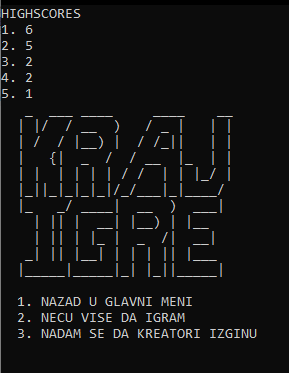 HIGHSCORES
1. 6
2. 5
3. 2
4. 2
5. 1
KRAJ
IGRE
1. NAZAD U GLAVNI MENI
2. NECU VISE DA IGRAM
3. NADAM SE DA KREATORI IZGINU